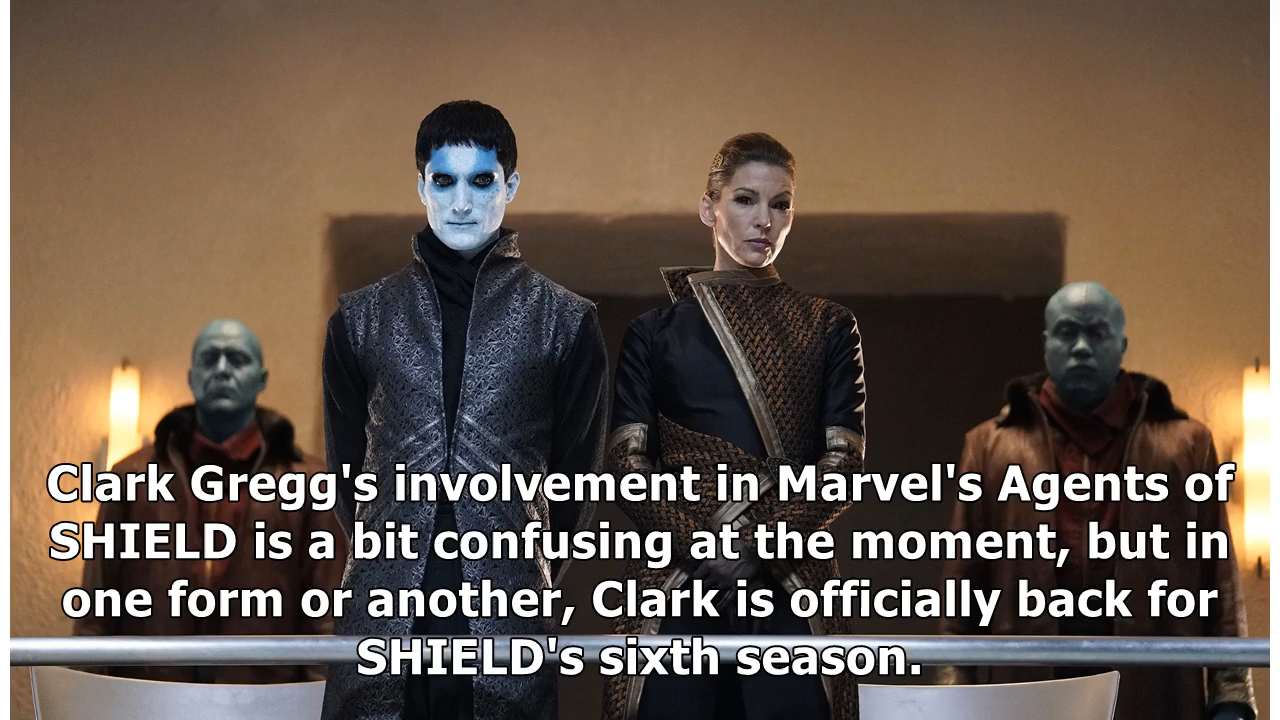 Clark Gregg's involvement in Marvel's Agents of
SHIELD is a bit confusing at the moment, but in
one form or another, Clark is officially back for
SHIELD's sixth season.